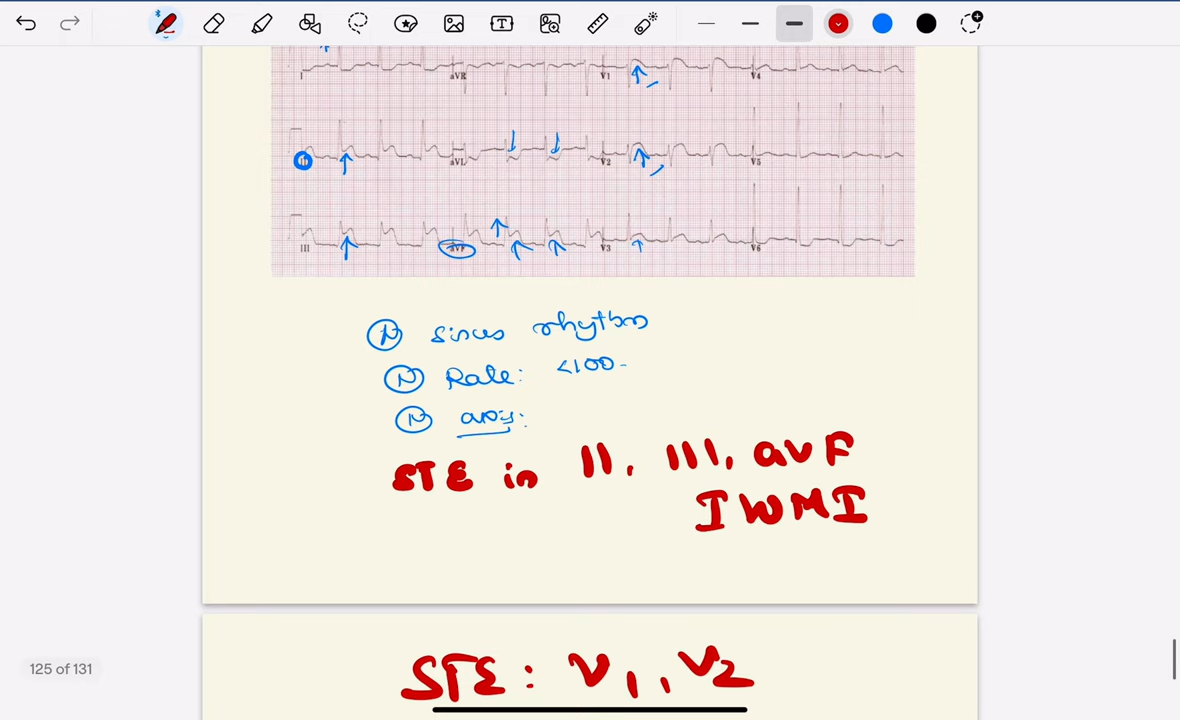 I aVR V1 V4
II aVL V2 V5
III aVF V3 V6
N sinus rhythm
N Rate: <100-
N axis:
STE in II, III, aVF
IWMI
STE: V1, V2
125 of 131